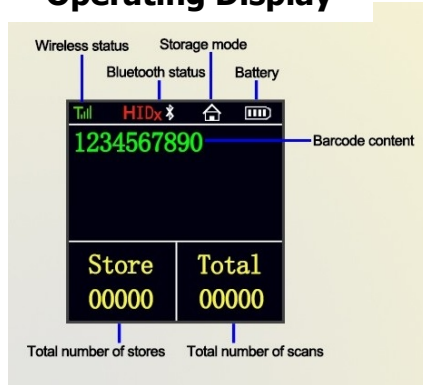 Operating Display
Wireless status
Storage mode
Bluetooth status
Battery
HIDx
1234567890
Barcode content
Store
Total
00000
00000
Total number of stores
Total number of scans